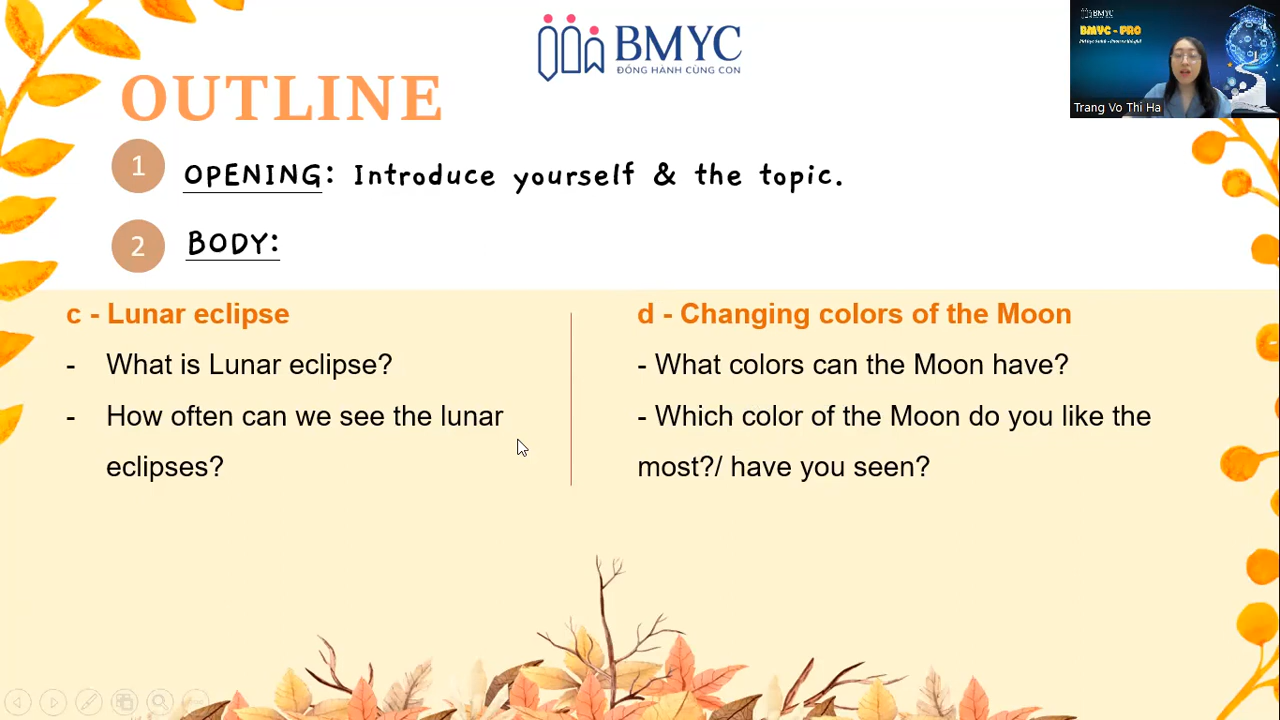 BMYC
ĐỒNG HÀNH CÙNG CON
BMYC
BMYC - PRO
Trang Vo Thi Ha
OUTLINE
1 OPENING: Introduce yourself & the topic.
2 BODY:
c - Lunar eclipse
- What is Lunar eclipse?
- How often can we see the lunar
eclipses?
d - Changing colors of the Moon
- What colors can the Moon have?
- Which color of the Moon do you like the
most?/ have you seen?